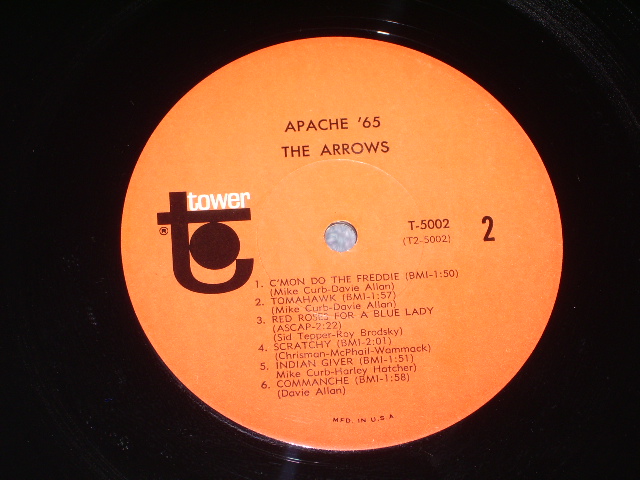 APACHE '65
THE ARROWS
tower
®
T-5002
(T2-5002)
2
1. C'MON DO THE FREDDIE (BMI-1:50)
(Mike Curb-Davie Allan)
2. TOMAHAWK (BMI-1:57)
(Mike Curb-Davie Allan)
3. RED ROSES FOR A BLUE LADY
(ASCAP-2:22)
(Sid Tepper-Roy Brodsky)
4. SCRATCHY (BMI-2:01)
(Chrisman-McPhail-Wammack)
5. INDIAN GIVER (BMI-1:51)
Mike Curb-Harley Hatcher)
6. COMMANCHE (BMI-1:58)
(Davie Allan)
MFD. IN U.S.A